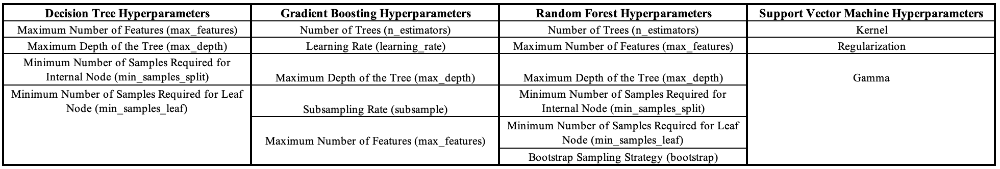 Decision Tree Hyperparameters
Gradient Boosting Hyperparameters
Random Forest Hyperparameters
Support Vector Machine Hyperparameters
Maximum Number of Features (max_features)
Number of Trees (n_estimators)
Number of Trees (n_estimators)
Kernel
Maximum Depth of the Tree (max_depth)
Learning Rate (learning_rate)
Maximum Number of Features (max_features)
Regularization
Minimum Number of Samples Required for
Internal Node (min_samples_split)
Maximum Depth of the Tree (max_depth)
Maximum Depth of the Tree (max_depth)
Gamma
Minimum Number of Samples Required for Leaf
Node (min_samples_leaf)
Subsampling Rate (subsample)
Minimum Number of Samples Required for
Internal Node (min_samples_split)
Maximum Number of Features (max_features)
Minimum Number of Samples Required for Leaf
Node (min_samples_leaf)
Bootstrap Sampling Strategy (bootstrap)